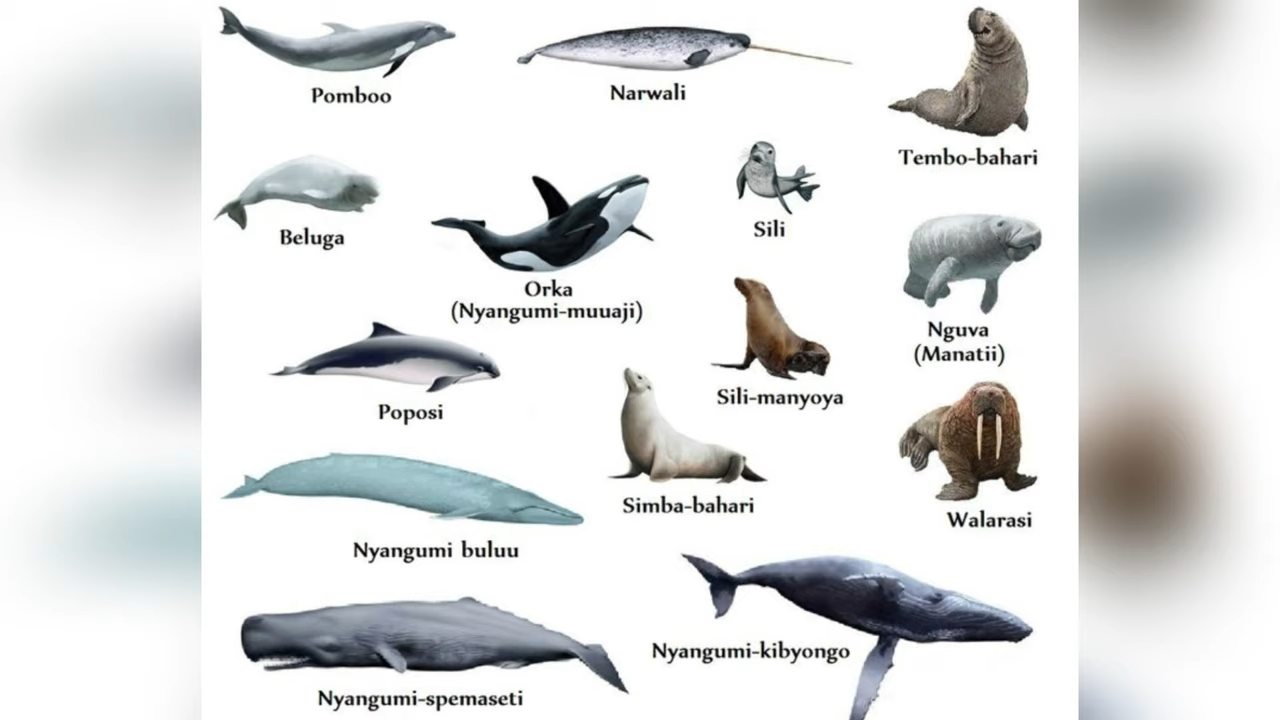 Pomboo
Narwali
Tembo-bahari
Beluga
Orka
(Nyangumi-muuaji)
Sili
Nguva
(Manatii)
Poposi
Sili-manyoya
Simba-bahari
Walarasi
Nyangumi buluu
Nyangumi-kibyongo
Nyangumi-spemaseti